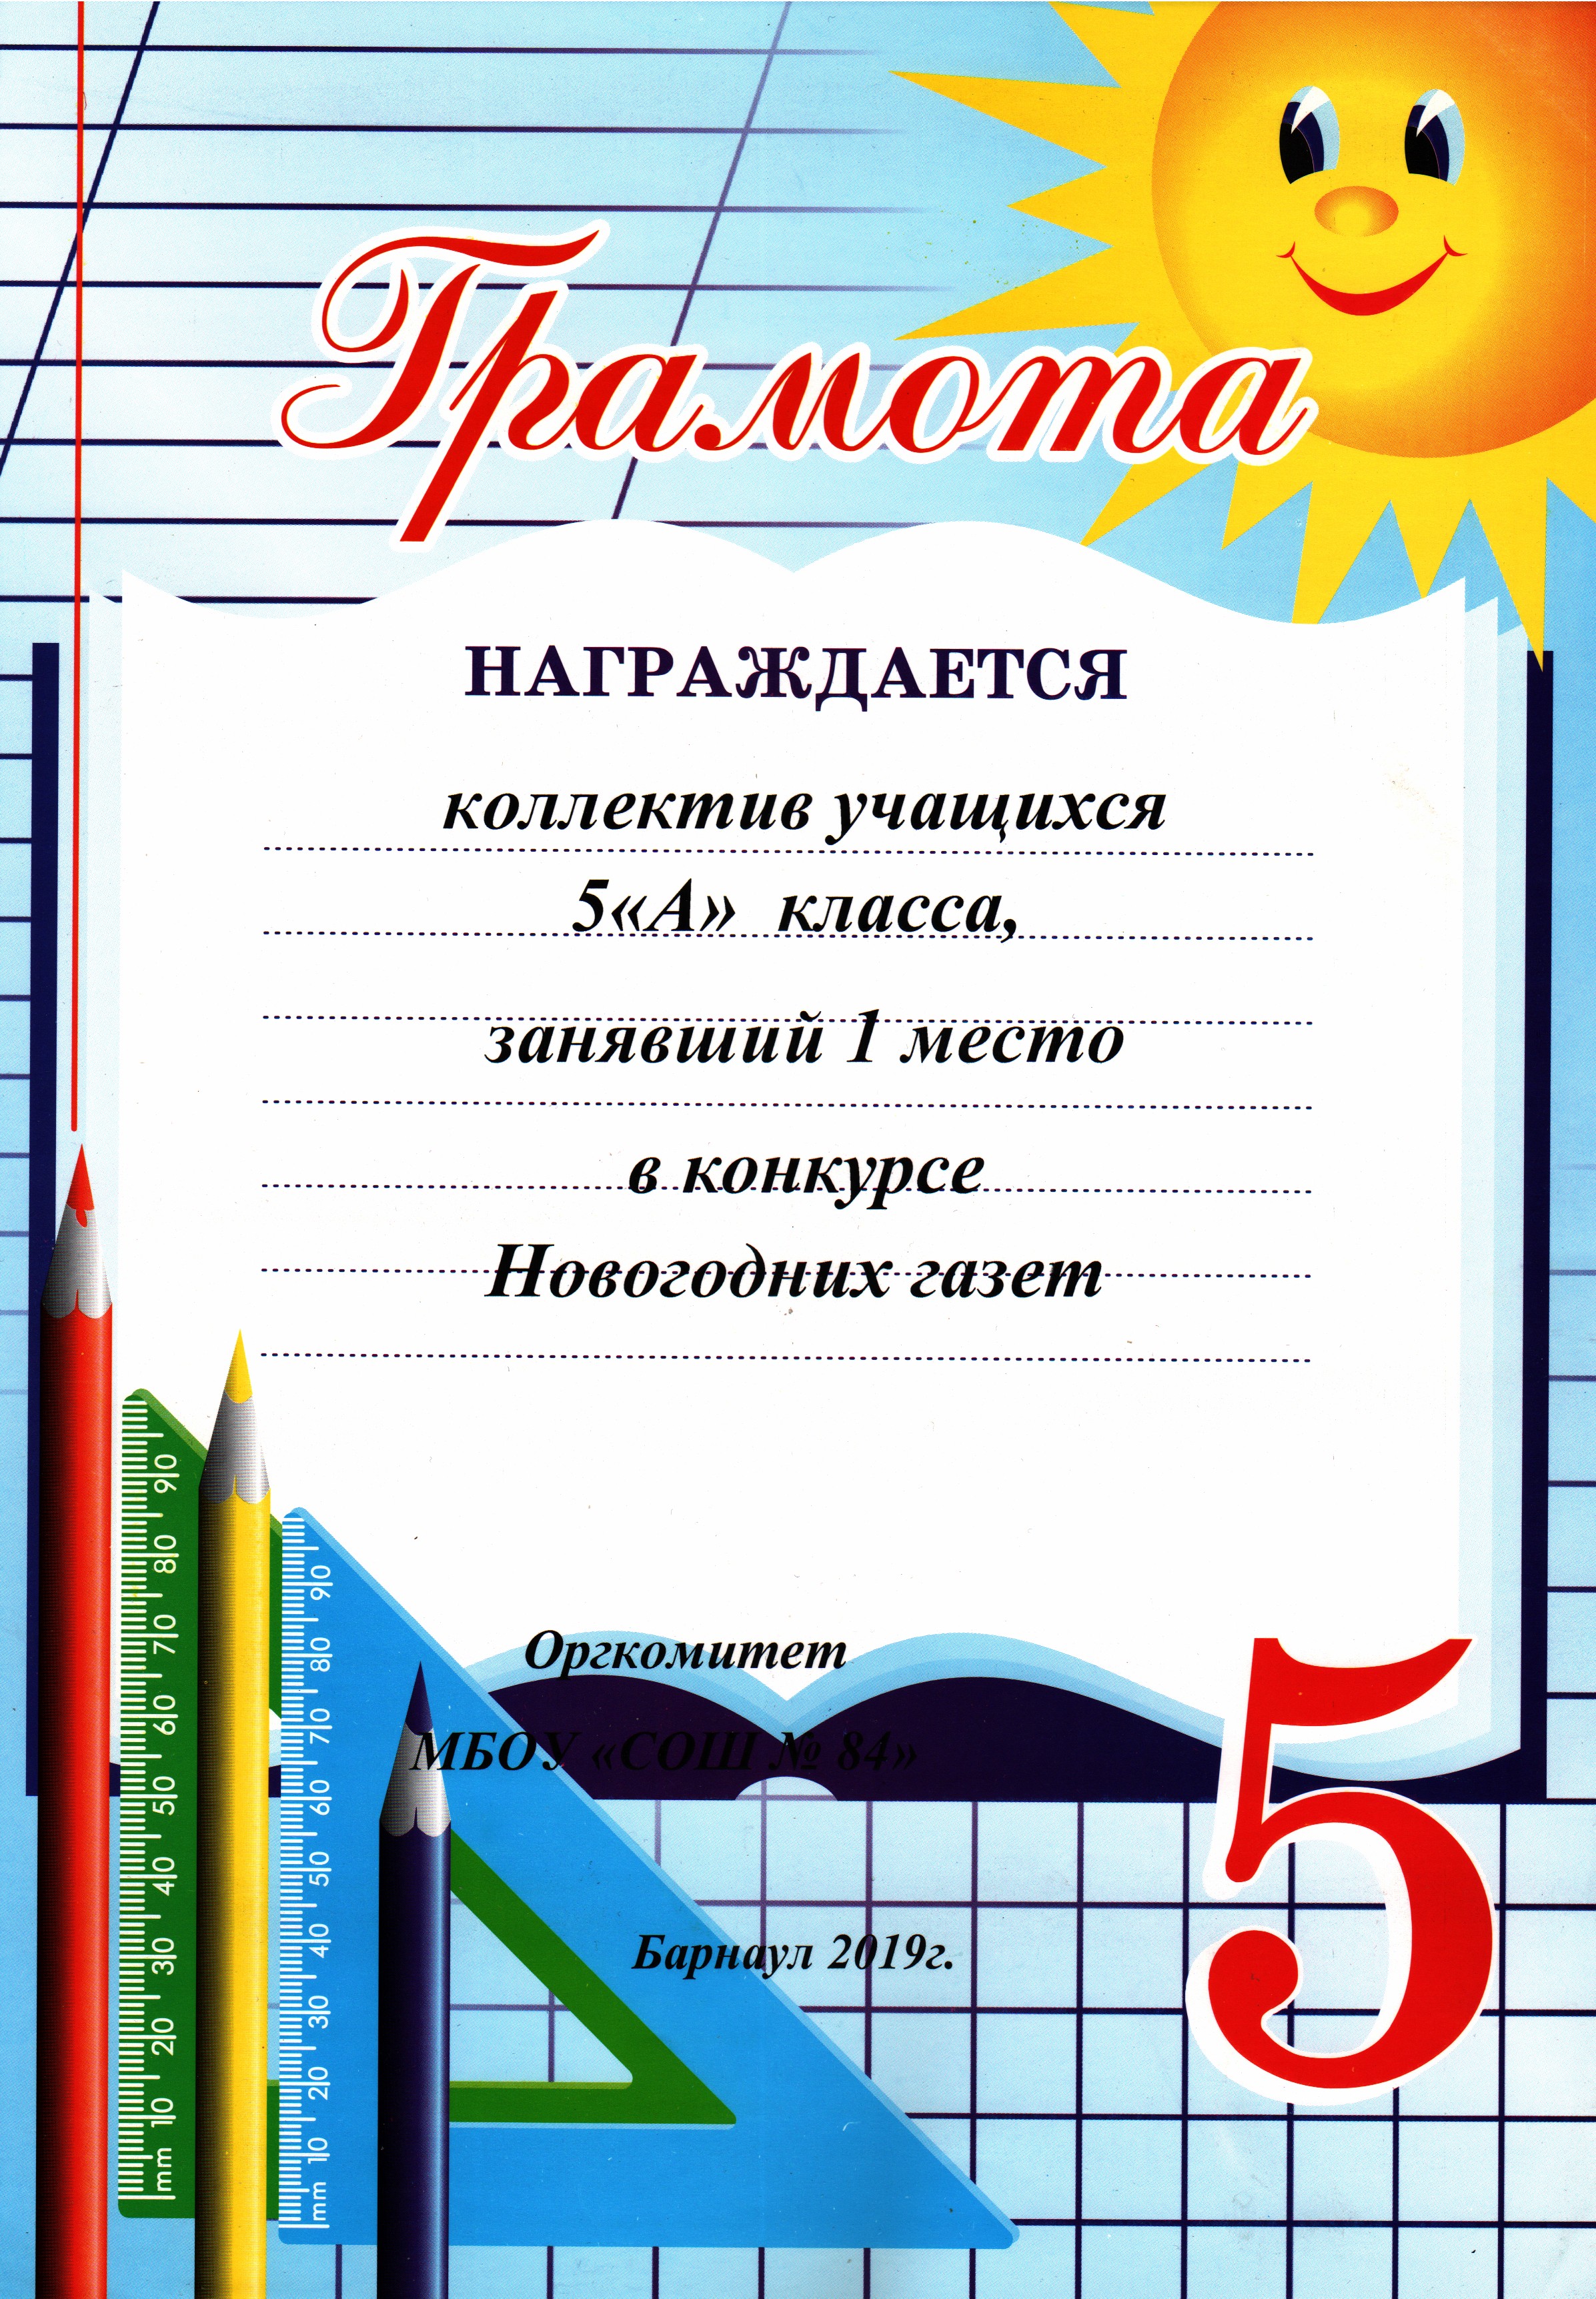 Грамота
НАГРАЖДАЕТСЯ
коллектив учащихся
5«А» класса,
занявший 1 место
в конкурсе
Новогодних газет
Оргкомитет
МБОУ «СОШ № 84»
Барнаул 2019г.
5
90
80
70
60
50
40
30
20
10
mm
90
80
70
60
50
40
30
20
10
mm